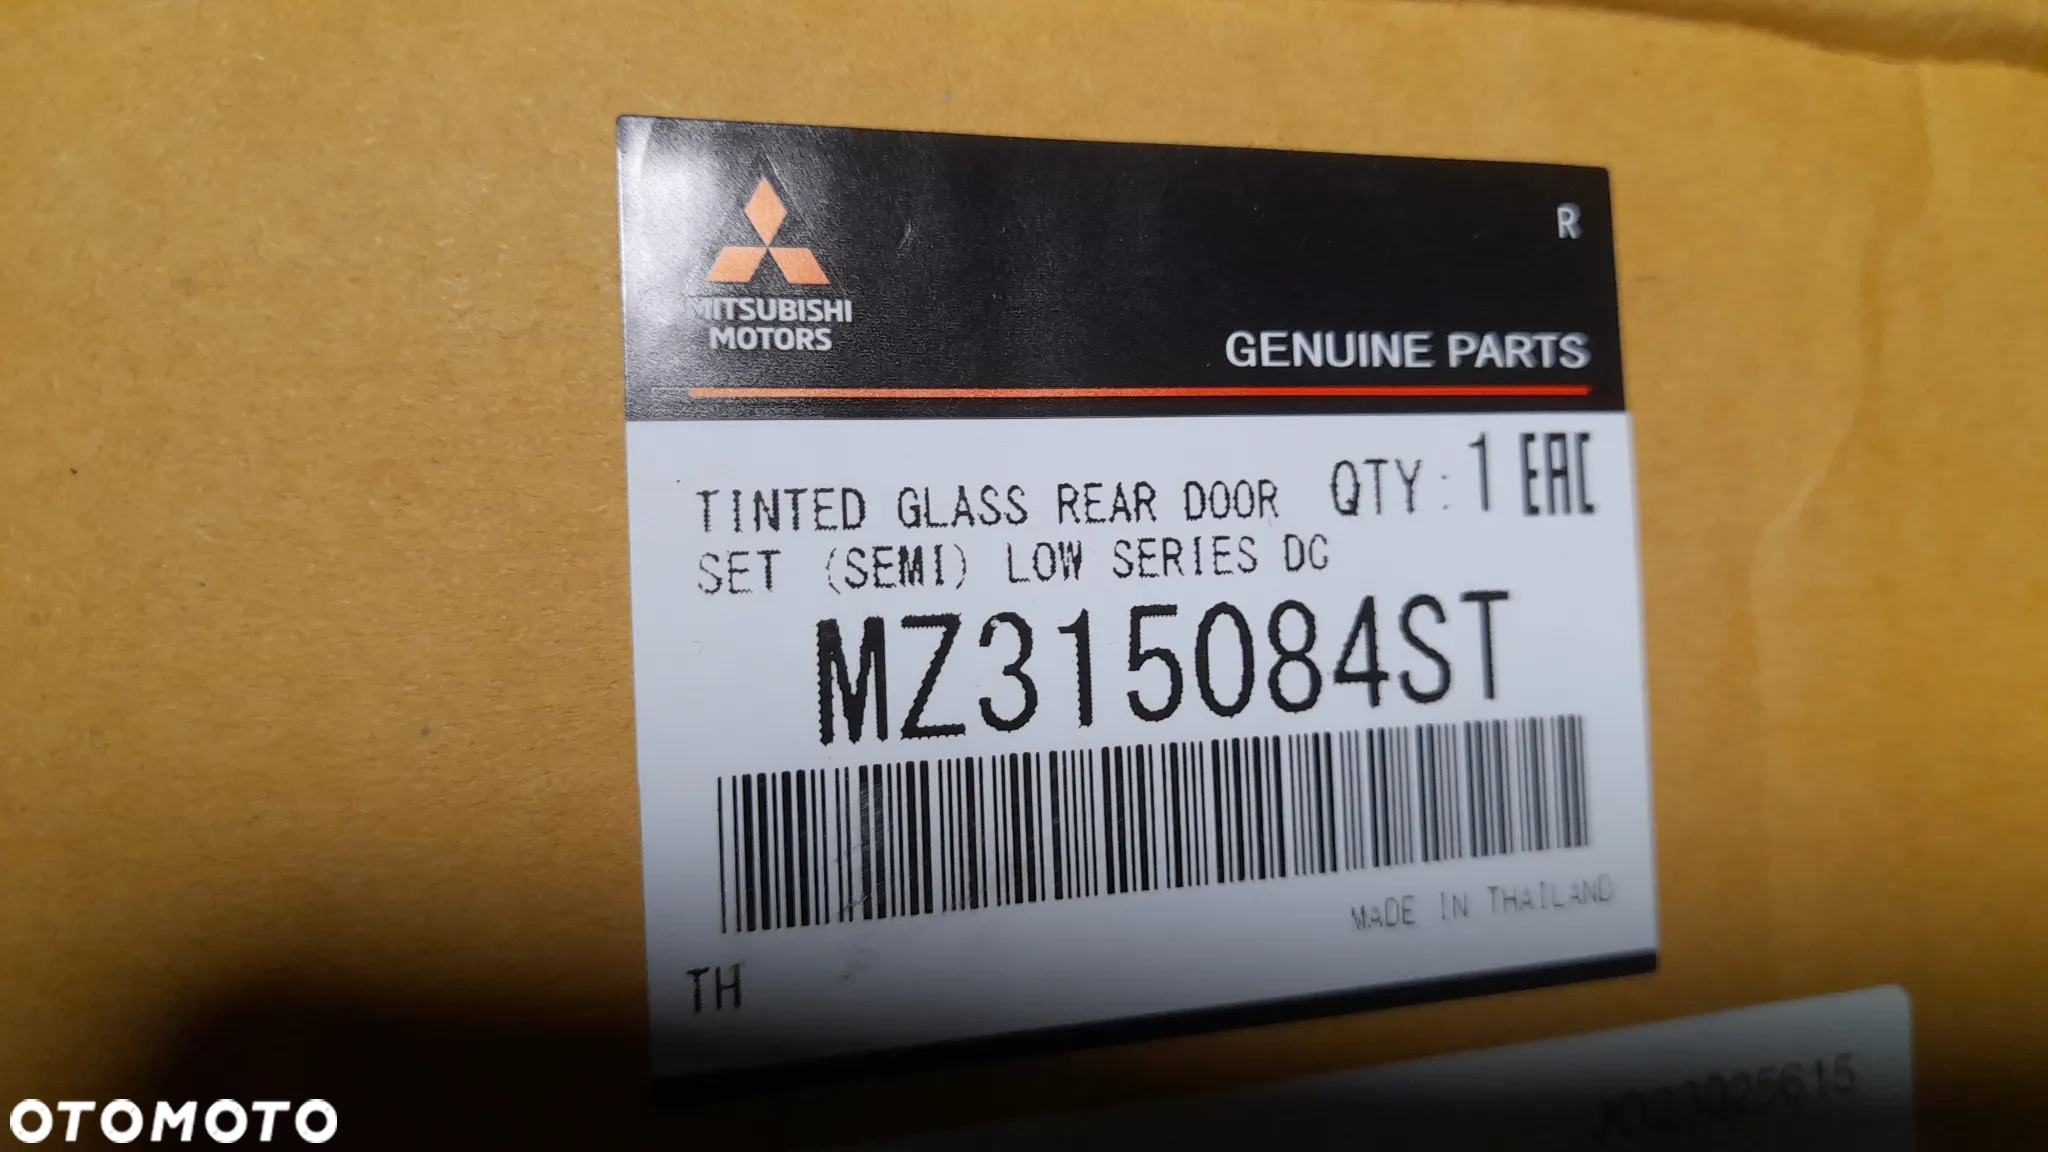 MITSUBISHI
MOTORS
R
GENUINE PARTS
TINTED GLASS REAR DOOR QTY : 1 EAC
SET (SEMI) LOW SERIES DG
MZ315084ST
MADE IN THAILAND
TH
OTOMOTO